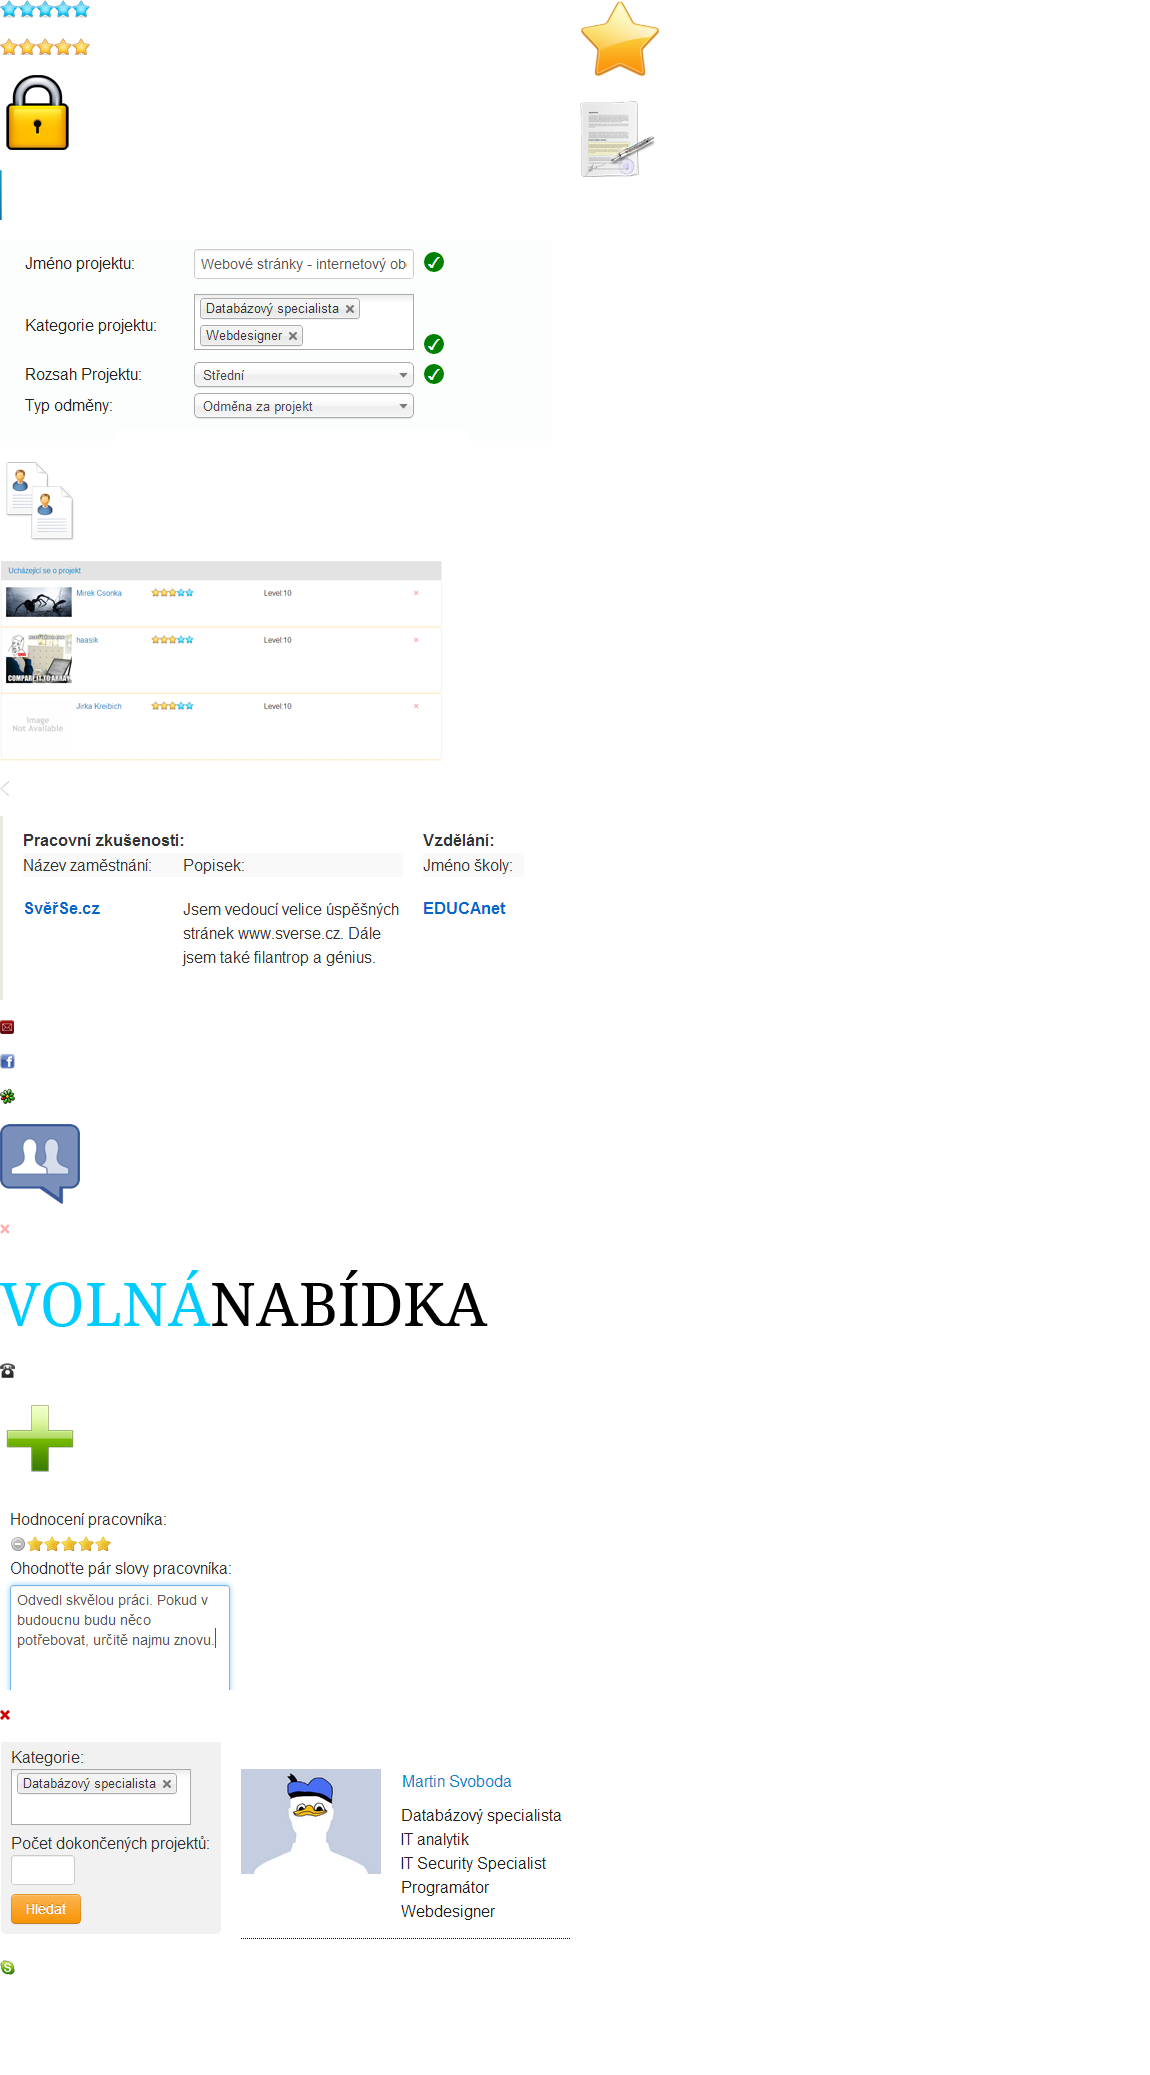 Jméno projektu:
Webové stránky - internetový ob
Kategorie projektu:
Databázový specialista
Webdesigner
Rozsah Projektu:
Střední
Typ odměny:
Odměna za projekt
Ucházející se o projekt
Mirek Csonka
Level:10
haasik
Level:10
COMPARE IT TO ARRAY
Jirka Kreibich
Level:10
Image
Not Available
Pracovní zkušenosti:
Vzdělání:
Název zaměstnání:
Popisek:
Jméno školy:
SvěřSe.cz
Jsem vedoucí velice úspěšných
stránek www.sverse.cz. Dále
jsem také filantrop a génius.
EDUCAnet
VOLNÁNABÍDKA
Hodnocení pracovníka:
Ohodnoťte pár slovy pracovníka:
Odvedl skvělou práci. Pokud v
budoucnu budu něco
potřebovat, určitě najmu znovu.
Kategorie:
Databázový specialista
Počet dokončených projektů:
Hledat
Martin Svoboda
Databázový specialista
IT analytik
IT Security Specialist
Programátor
Webdesigner